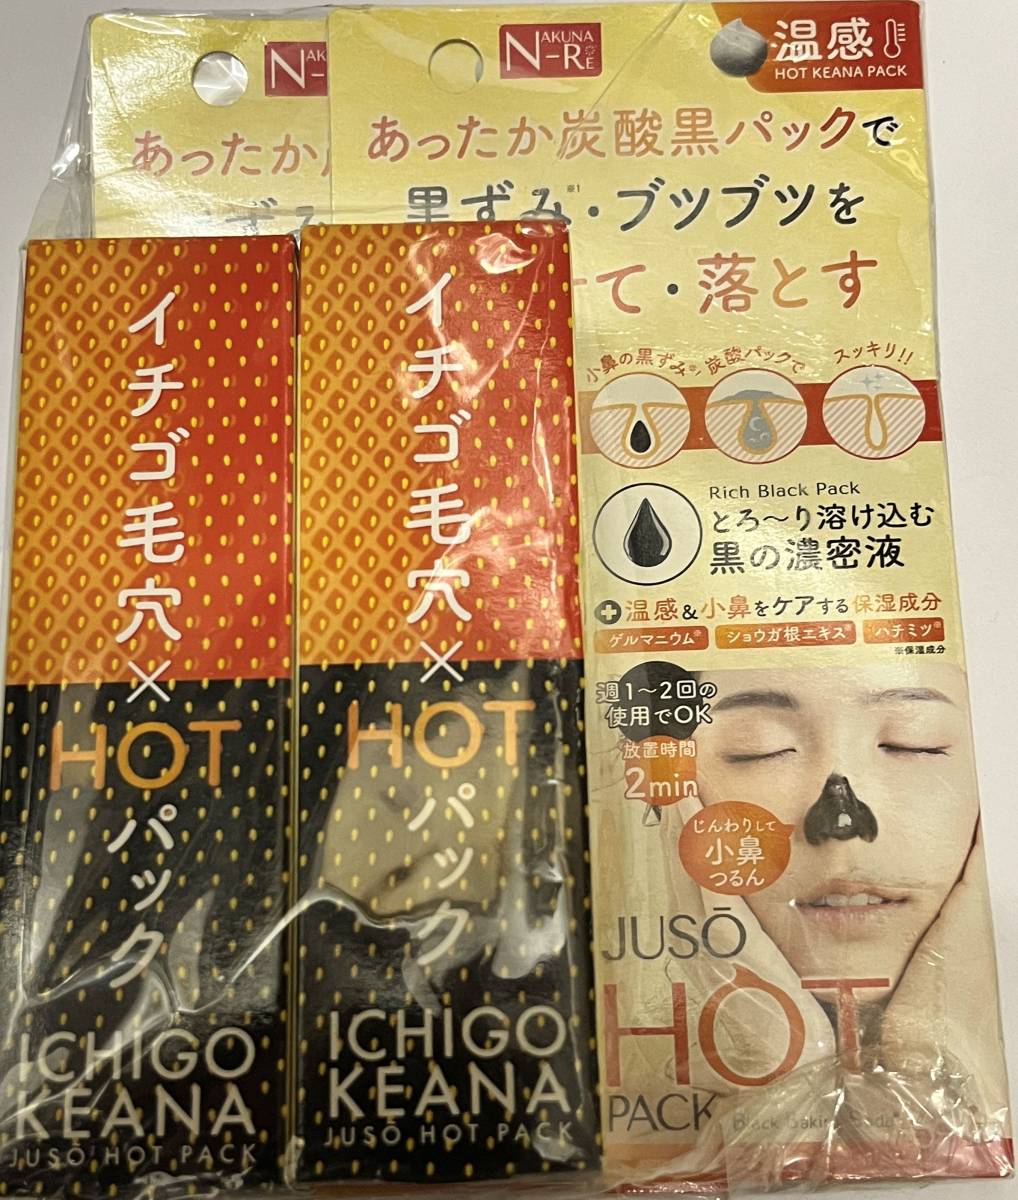 NAKUNA
N-RE
温感
HOT KEANA PACK
あったか
あったか炭酸黒パックで
※1
黒ずみ・ブツブツを
て・落とす
小鼻の黒ずみ※
炭酸パックで
スッキリ!!
Rich Black Pack
とろ〜り溶け込む
黒の濃密液
温感&小鼻をケアする保湿成分
ゲルマニウム※
ショウガ根エキス※
ハチミツ※
※保湿成分
週1〜2回の
使用でOK
放置時間
2min
じんわりして
小鼻
つるん
JUSŌ
HOT
PACK
Black Baking Soda
イチゴ毛穴×
HOT
パック
ICHIGO
KEANA
JUSŌ HOT PACK
イチゴ毛穴×
HOT
パック
ICHIGO
KEANA
JUSŌ HOT PACK